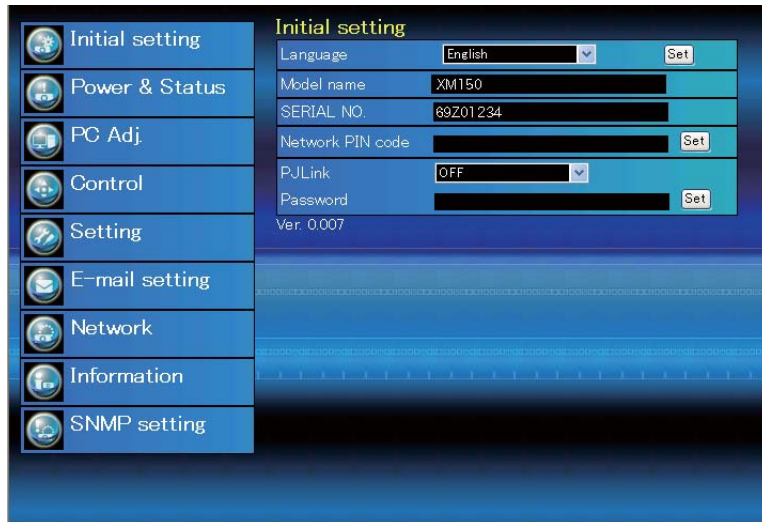 Initial setting
Power & Status
PC Adj.
Control
Setting
E-mail setting
Network
Information
SNMP setting
Initial setting
Language English Set
Model name XM150
SERIAL NO. 69Z01234
Network PIN code Set
PJLink OFF
Password Set
Ver. 0.007